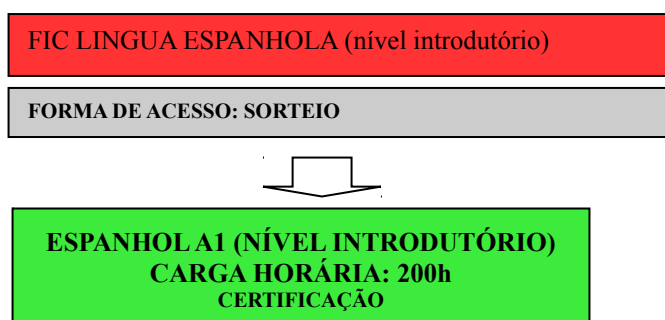 FIC LINGUA ESPANHOLA (nível introdutório)
FORMA DE ACESSO: SORTEIO
ESPANHOL A1 (NÍVEL INTRODUTÓRIO)
CARGA HORÁRIA: 200h
CERTIFICAÇÃO